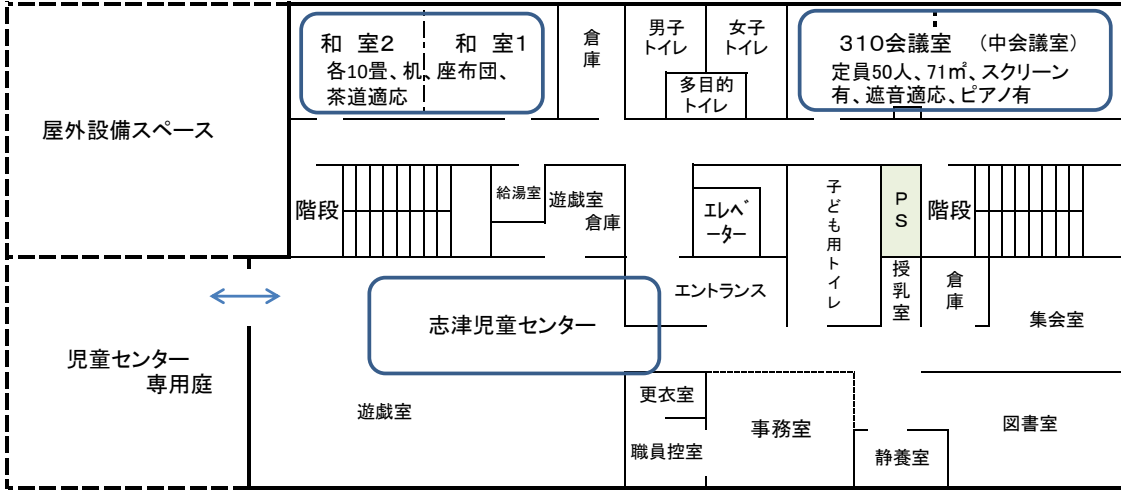 和 室2 和 室1
各10畳、机、座布団、
茶道適応
倉庫
男子
トイレ
女子
トイレ
多目的
トイレ
310会議室 (中会議室)
定員50人、71㎡、スクリーン
有、遮音適応、ピアノ有
屋外設備スペース
階段
給湯室
遊戯室
倉庫
エレベ
ーター
子ども用トイレ
PS
階段
授乳室
倉庫
エントランス
集会室
志津児童センター
児童センター
専用庭
遊戯室
更衣室
職員控室
事務室
静養室
図書室